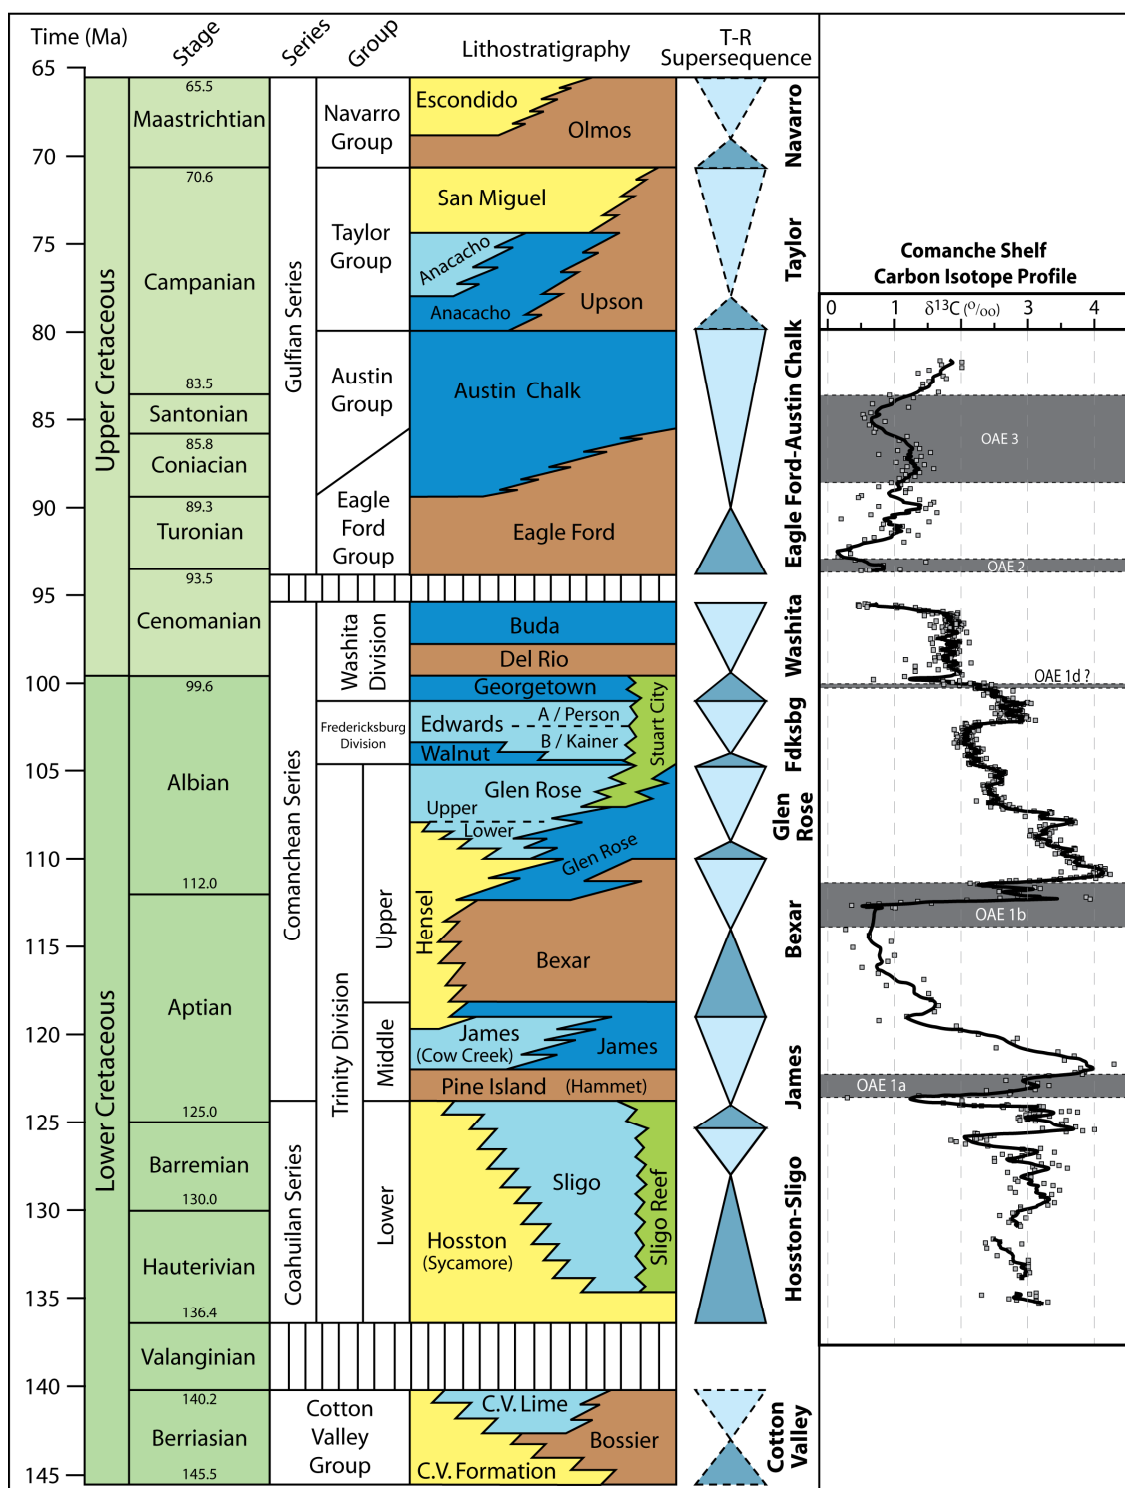 Time (Ma)
Stage
Series
Group
Lithostratigraphy
T-R
Supersequence
65
70
75
80
85
90
95
100
105
110
115
120
125
130
135
140
145
Upper Cretaceous
Lower Cretaceous
65.5
Maastrichtian
70.6
Campanian
83.5
Santonian
85.8
Coniacian
89.3
Turonian
93.5
Cenomanian
99.6
Albian
112.0
Aptian
125.0
Barremian
130.0
Hauterivian
136.4
Valanginian
140.2
Berriasian
145.5
Gulfian Series
Comanchean Series
Coahuilan Series
Navarro
Group
Taylor
Group
Austin
Group
Eagle
Ford
Group
Washita
Division
Fredericksburg
Division
Trinity Division
Upper
Middle
Lower
Cotton
Valley
Group
Escondido
Olmos
San Miguel
Anacacho
Anacacho
Upson
Austin Chalk
Eagle Ford
Buda
Del Rio
Georgetown
Stuart City
Edwards
A / Person
B / Kainer
Walnut
Glen Rose
Upper
Lower
Glen Rose
Hensel
Bexar
James
(Cow Creek)
James
Pine Island
(Hammet)
Sligo
Sligo Reef
Hosston
(Sycamore)
C.V. Lime
Bossier
C.V. Formation
Navarro
Taylor
Eagle Ford-Austin Chalk
Washita
Fdksbg
Glen
Rose
Bexar
James
Hosston-Sligo
Cotton
Valley
Comanche Shelf
Carbon Isotope Profile
0 1 δ13C (o/oo) 3 4
OAE 3
OAE 2
OAE 1d ?
OAE 1b
OAE 1a